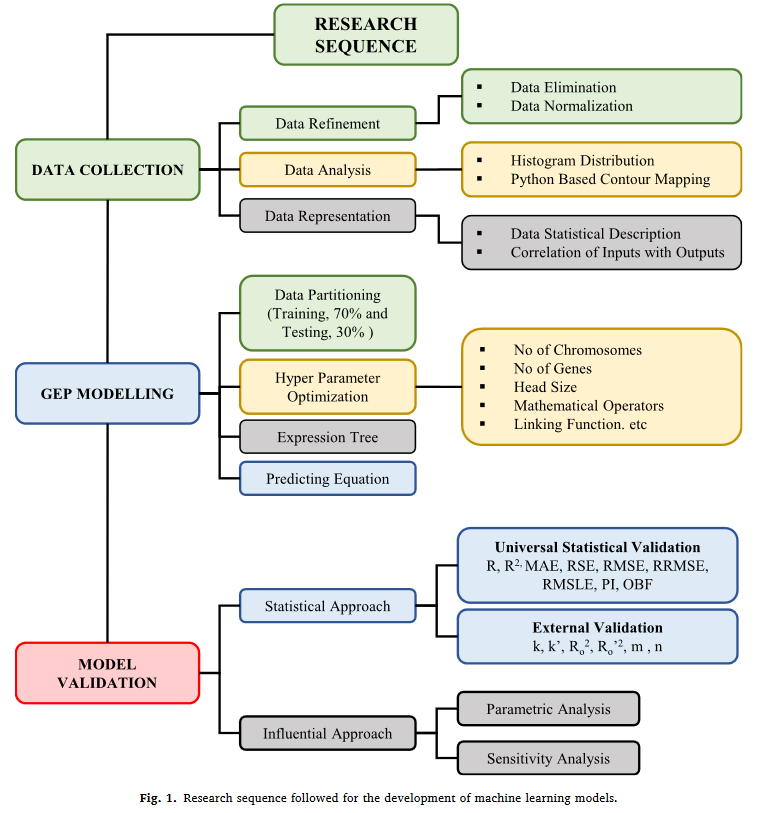 RESEARCH
SEQUENCE
DATA COLLECTION
Data Refinement
▪ Data Elimination
▪ Data Normalization
Data Analysis
▪ Histogram Distribution
▪ Python Based Contour Mapping
Data Representation
▪ Data Statistical Description
▪ Correlation of Inputs with Outputs
GEP MODELLING
Data Partitioning
(Training, 70% and
Testing, 30% )
Hyper Parameter
Optimization
▪ No of Chromosomes
▪ No of Genes
▪ Head Size
▪ Mathematical Operators
▪ Linking Function. etc
Expression Tree
Predicting Equation
MODEL
VALIDATION
Statistical Approach
Universal Statistical Validation
R, R², MAE, RSE, RMSE, RRMSE,
RMSLE, PI, OBF
External Validation
k, k’, Rₒ², Rₒ’², m , n
Influential Approach
Parametric Analysis
Sensitivity Analysis
Fig. 1. Research sequence followed for the development of machine learning models.